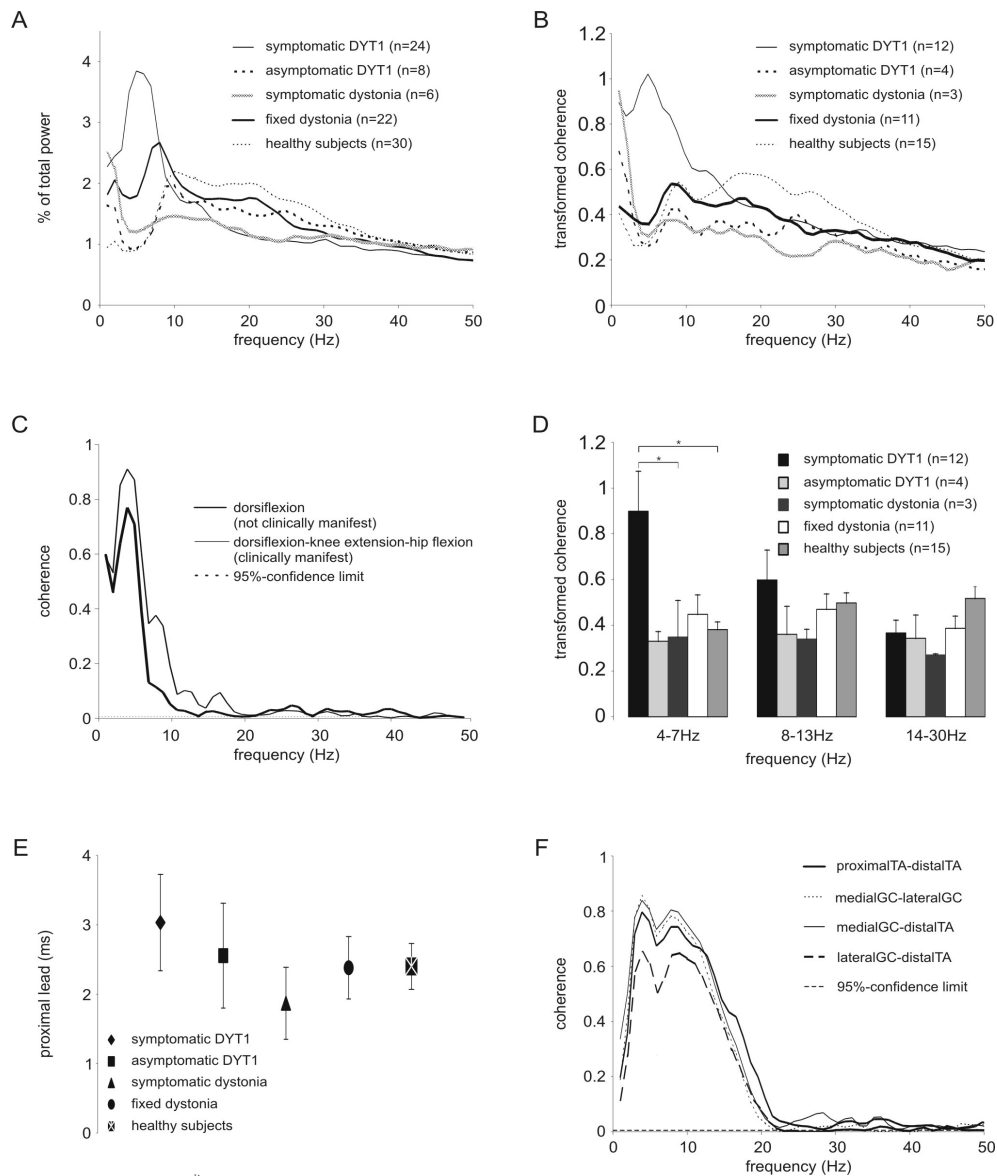 A
4
3
2
1
0
0
10
20
30
40
50
% of total power
frequency (Hz)
symptomatic DYT1 (n=24)
asymptomatic DYT1 (n=8)
symptomatic dystonia (n=6)
fixed dystonia (n=22)
healthy subjects (n=30)
B
1.2
1
0.8
0.6
0.4
0.2
0
0
10
20
30
40
50
transformed coherence
frequency (Hz)
symptomatic DYT1 (n=12)
asymptomatic DYT1 (n=4)
symptomatic dystonia (n=3)
fixed dystonia (n=11)
healthy subjects (n=15)
C
1
0.8
0.6
0.4
0.2
0
0
10
20
30
40
50
coherence
frequency (Hz)
dorsiflexion
(not clinically manifest)
dorsiflexion-knee extension-hip flexion
(clinically manifest)
95%-confidence limit
D
1.2
1
0.8
0.6
0.4
0.2
0
transformed coherence
*
*
symptomatic DYT1 (n=12)
asymptomatic DYT1 (n=4)
symptomatic dystonia (n=3)
fixed dystonia (n=11)
healthy subjects (n=15)
4-7Hz
8-13Hz
14-30Hz
frequency (Hz)
E
4
3
2
1
0
proximal lead (ms)
symptomatic DYT1
asymptomatic DYT1
symptomatic dystonia
fixed dystonia
healthy subjects
F
1
0.8
0.6
0.4
0.2
0
0
10
20
30
40
50
coherence
frequency (Hz)
proximalTA-distalTA
medialGC-lateralGC
medialGC-distalTA
lateralGC-distalTA
95%-confidence limit